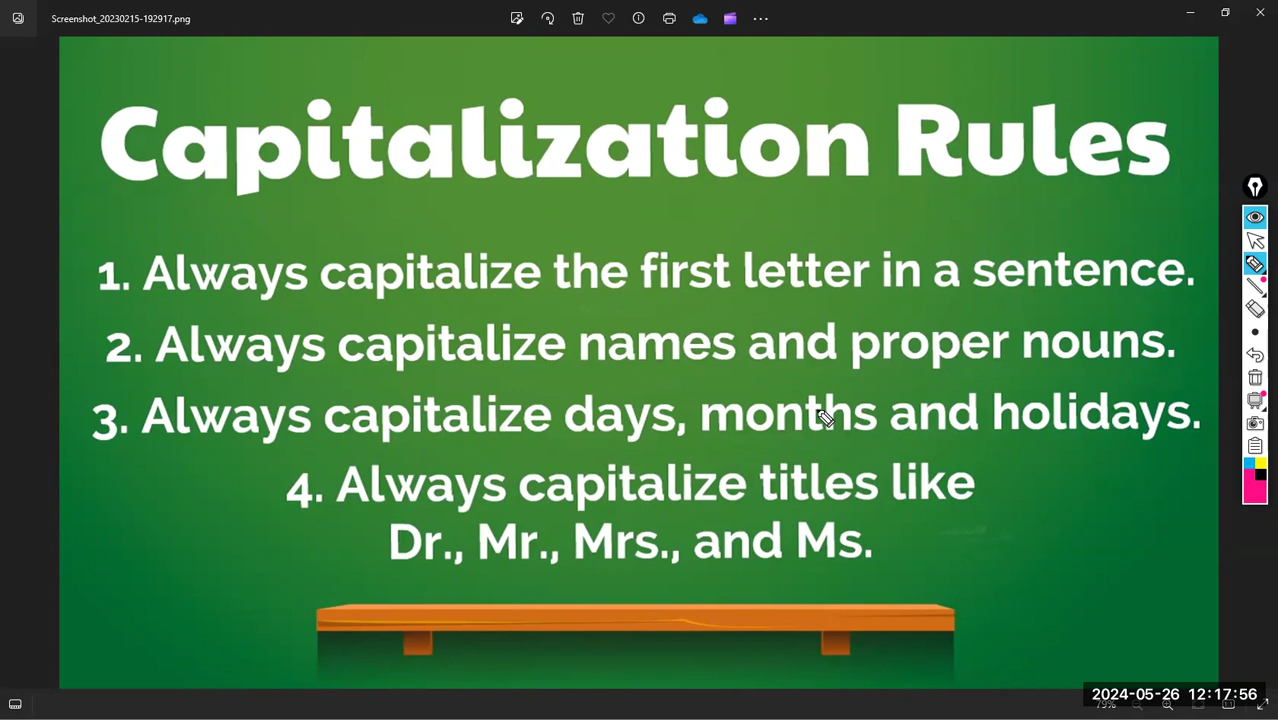 Screenshot_20230215-192917.png
Capitalization Rules
1. Always capitalize the first letter in a sentence.
2. Always capitalize names and proper nouns.
3. Always capitalize days, months and holidays.
4. Always capitalize titles like
Dr., Mr., Mrs., and Ms.
2024-05-26 12:17:56
79%